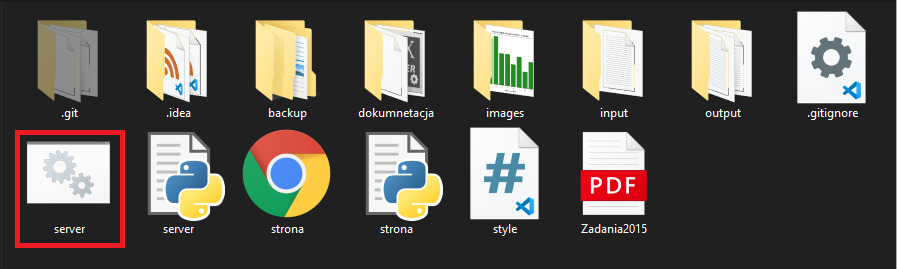 .git
.idea
backup
dokumnetacja
images
input
output
.gitignore
server
server
strona
strona
#
style
PDF
Zadania2015